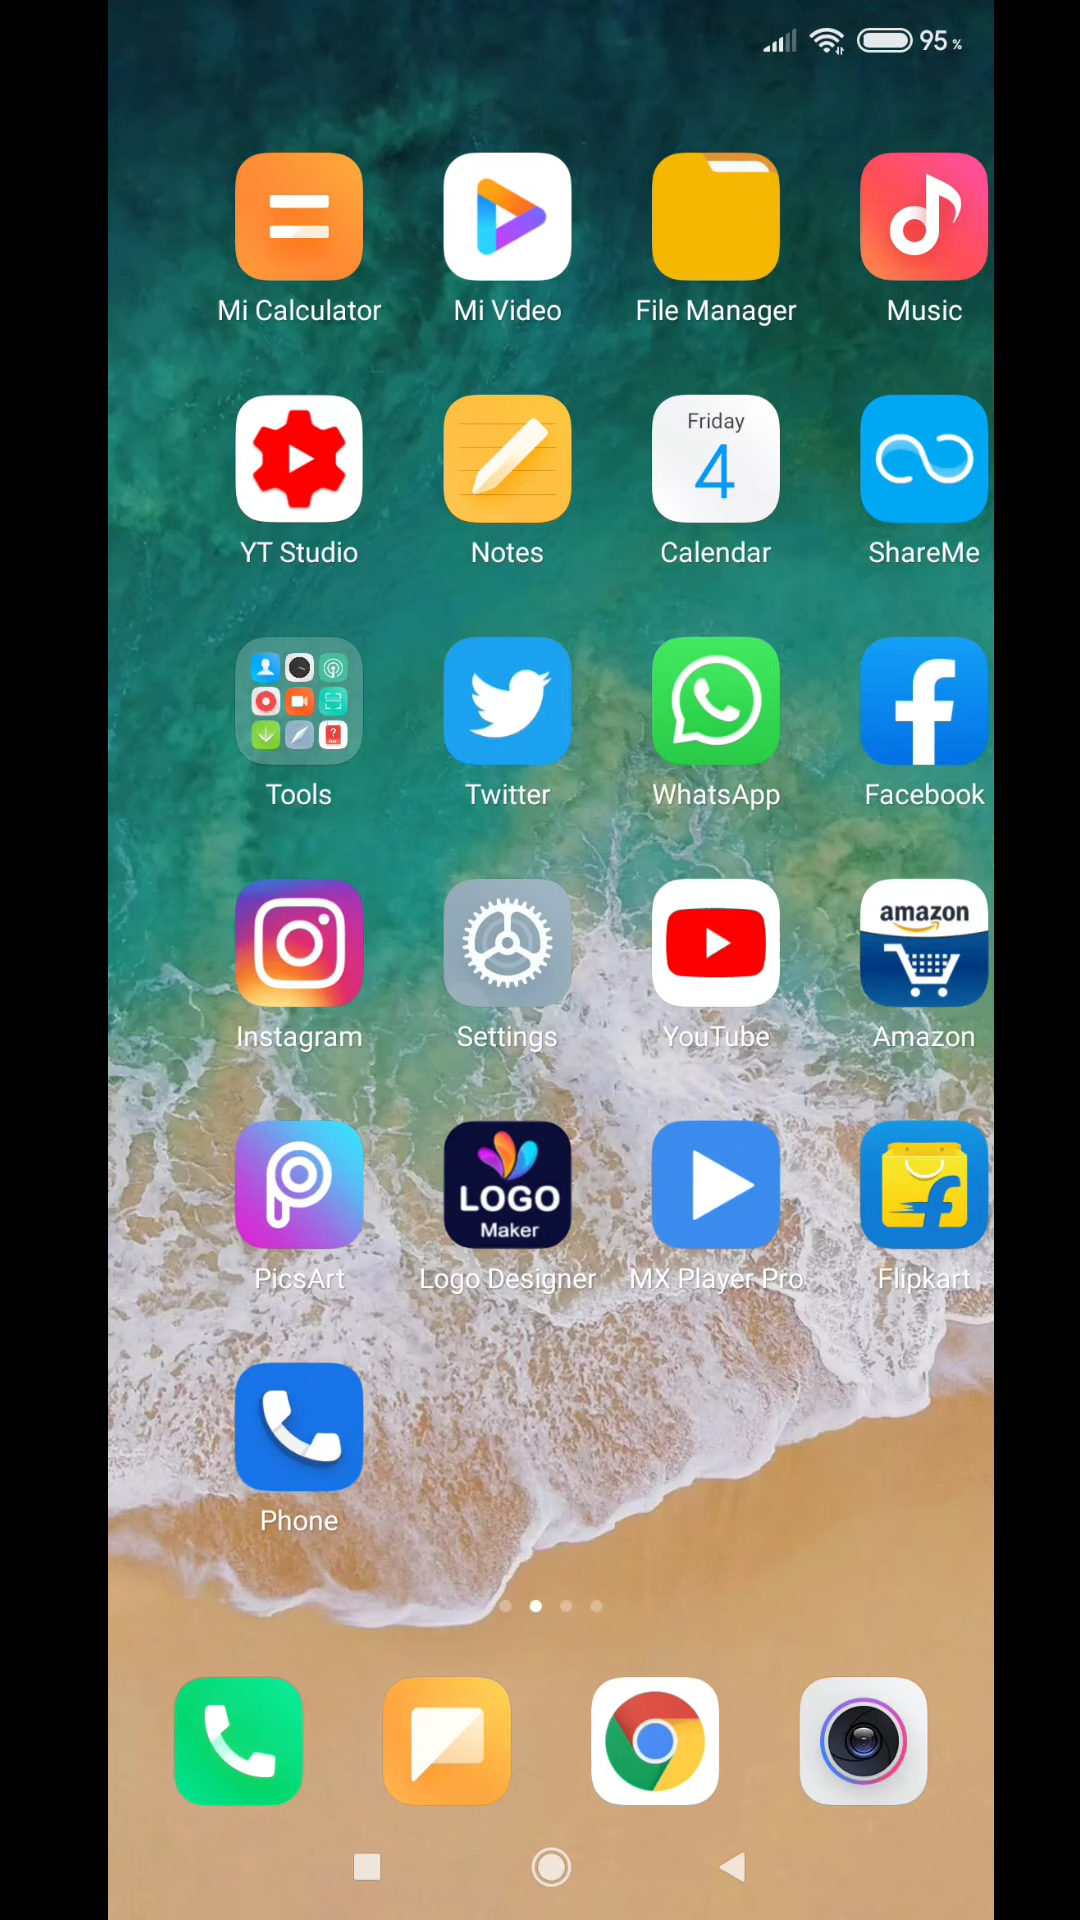 95 %
Mi Calculator
Mi Video
File Manager
Music
Friday
4
YT Studio
Notes
Calendar
ShareMe
Tools
Twitter
WhatsApp
Facebook
amazon
Instagram
Settings
YouTube
Amazon
LOGO
Maker
PicsArt
Logo Designer
MX Player Pro
Flipkart
Phone